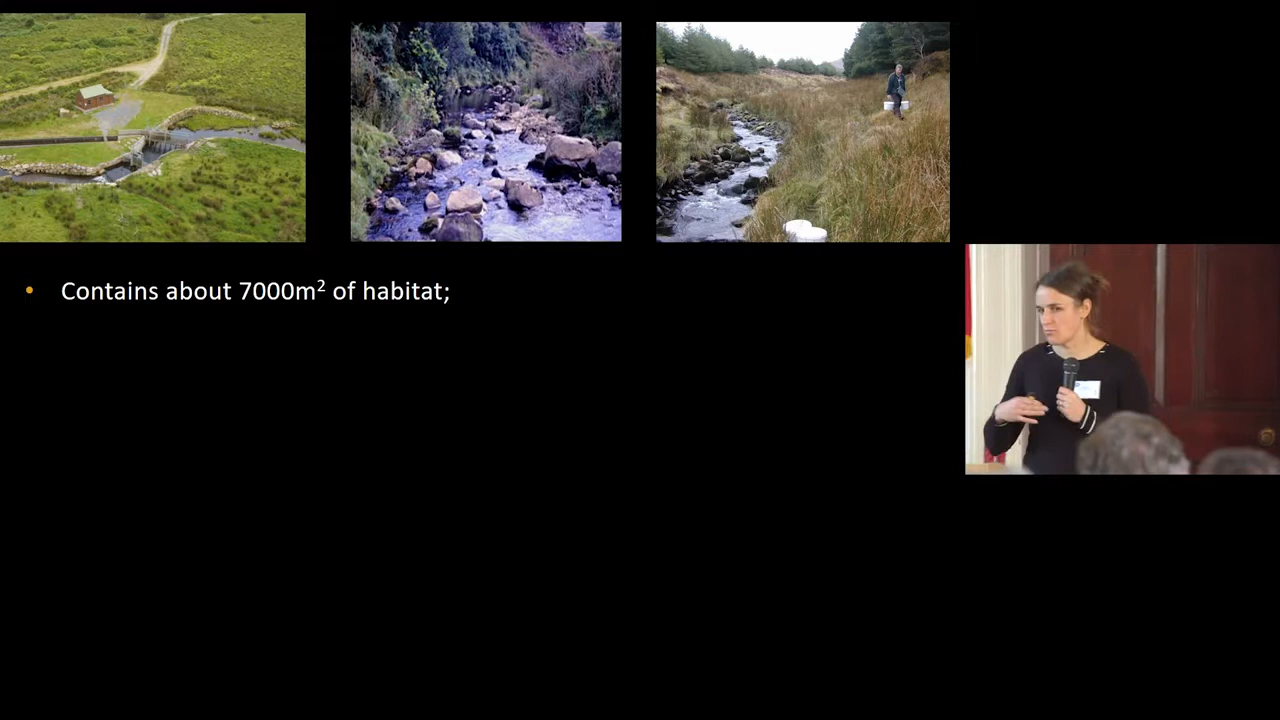 • Contains about 7000m² of habitat;